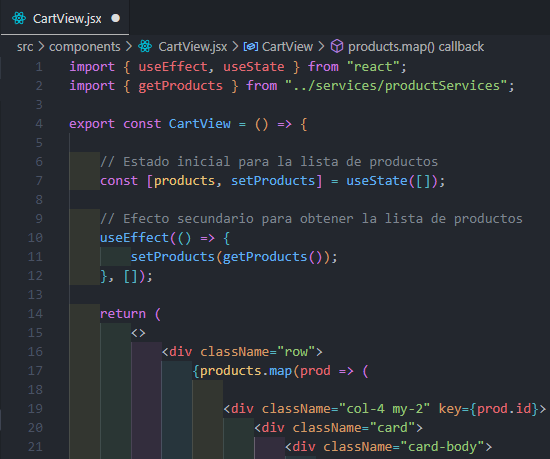 CartView.jsx
src > components > CartView.jsx > CartView > products.map() callback
1 import { useEffect, useState } from "react";
2 import { getProducts } from "../services/productServices";
3
4 export const CartView = () => {
5
6 // Estado inicial para la lista de productos
7 const [products, setProducts] = useState([]);
8
9 // Efecto secundario para obtener la lista de productos
10 useEffect(() => {
11 setProducts(getProducts());
12 }, []);
13
14 return (
15 <>
16 <div className="row">
17 {products.map(prod => (
18
19 <div className="col-4 my-2" key={prod.id}>
20 <div className="card">
21 <div className="card-body">